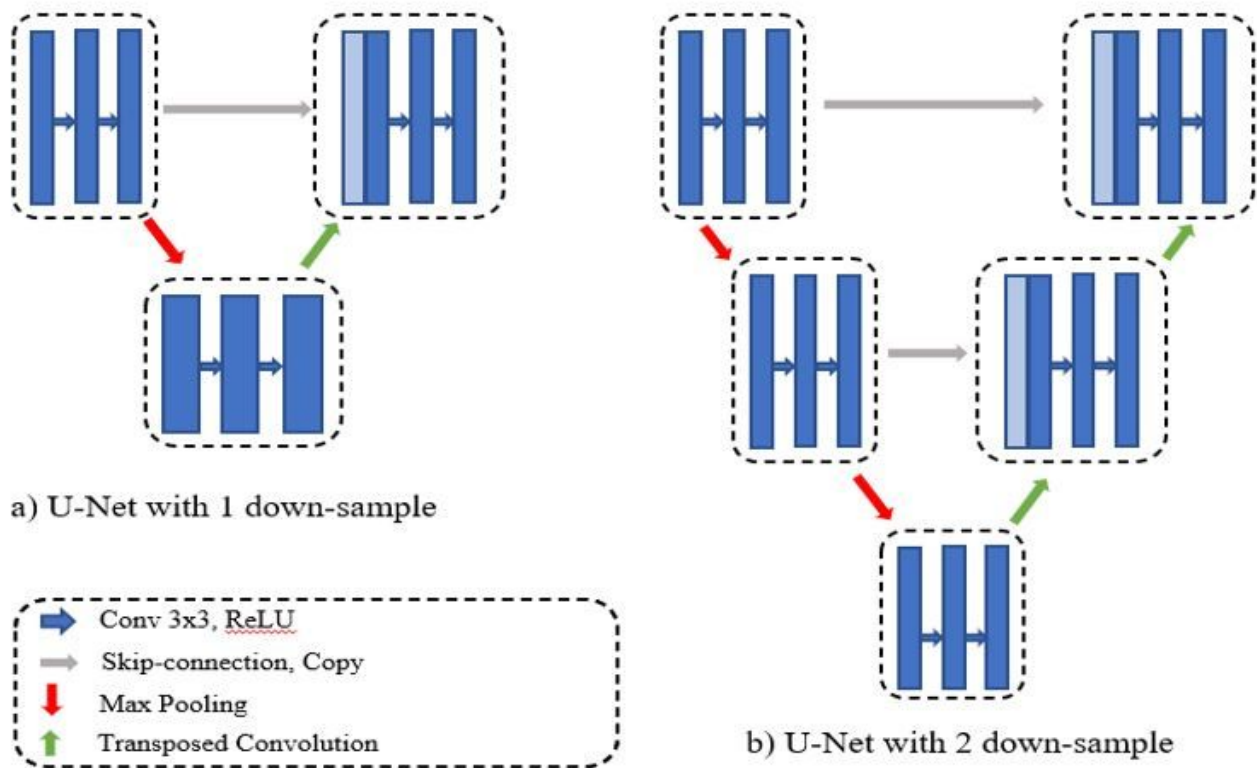 a) U-Net with 1 down-sample
Conv 3x3, ReLU
Skip-connection, Copy
Max Pooling
Transposed Convolution
b) U-Net with 2 down-sample